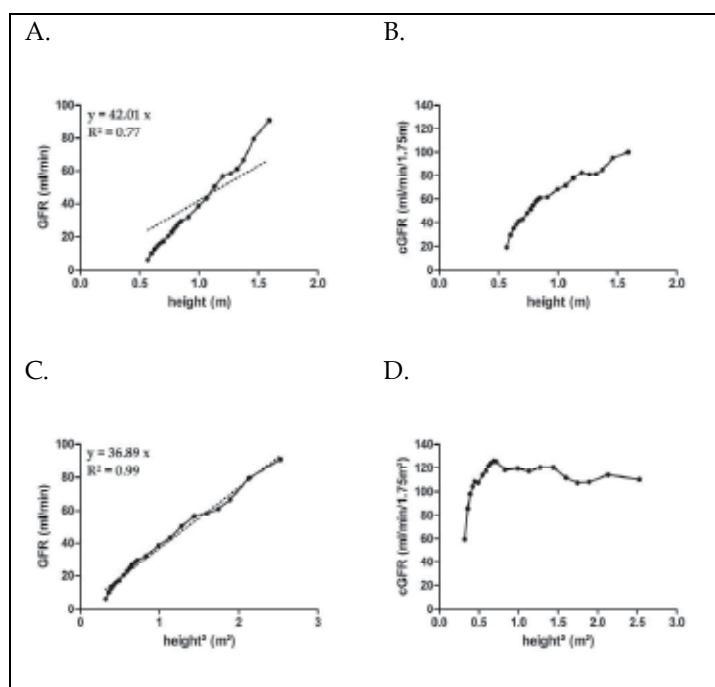 A.
B.
y = 42.01 x
R² = 0.77
GFR (ml/min)
100
80
60
40
20
0
0.0 0.5 1.0 1.5 2.0
height (m)
cGFR (ml/min/1.75m)
140
120
100
80
60
40
20
0
0.0 0.5 1.0 1.5 2.0
height (m)
C.
D.
y = 36.89 x
R² = 0.99
GFR (ml/min)
100
80
60
40
20
0
0 1 2 3
height² (m²)
cGFR (ml/min/1.75m²)
140
120
100
80
60
40
20
0
0.0 0.5 1.0 1.5 2.0 2.5 3.0
height² (m²)